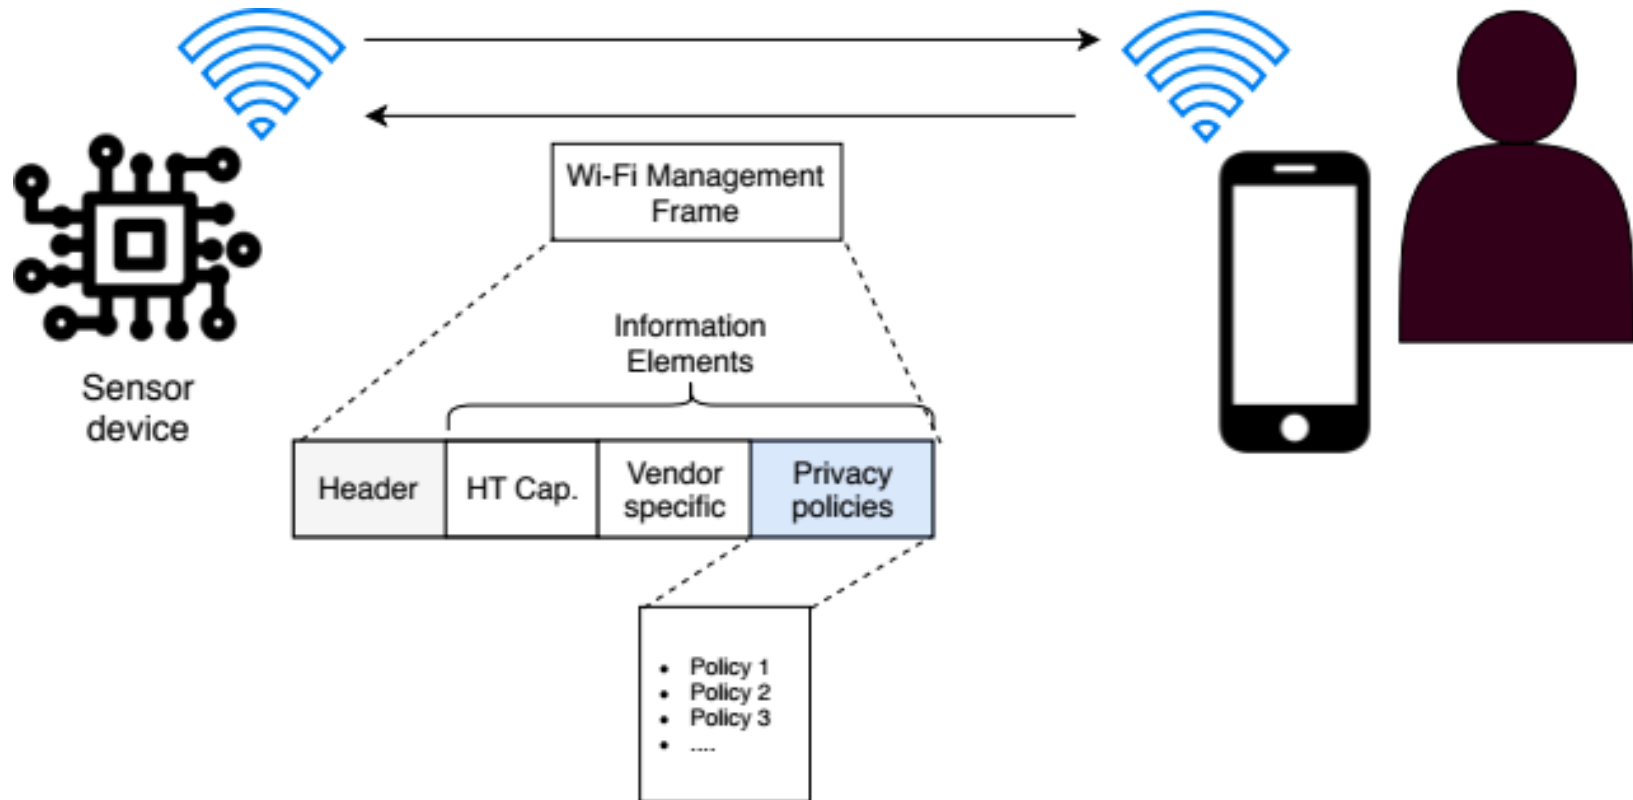 Wi-Fi Management
Frame
Information
Elements
Sensor
device
Header
HT Cap.
Vendor
specific
Privacy
policies
• Policy 1
• Policy 2
• Policy 3
• ....